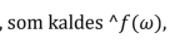 , som kaldes ^f(ω),